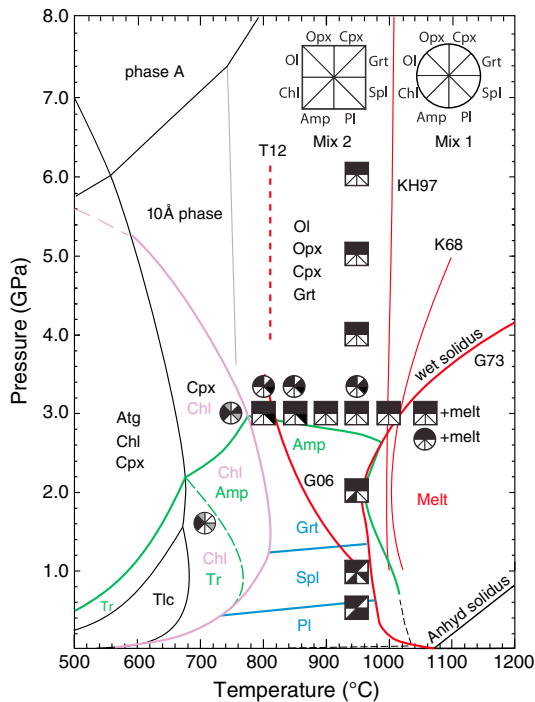 8.0
7.0
6.0
5.0
4.0
3.0
2.0
1.0
Pressure (GPa)
500 600 700 800 900 1000 1100 1200
Temperature (°C)
Opx Cpx
Ol Grt
Chl Spl
Amp Pl
Mix 2
Opx Cpx
Ol Grt
Chl Spl
Amp Pl
Mix 1
phase A
T12
KH97
10Å phase
Ol
Opx
Cpx
Grt
K68
wet solidus
G73
Cpx
Chl
Atg
Chl
Cpx
+melt
+melt
Amp
G06
Chl
Amp
Melt
Grt
Chl
Tr
Spl
Tlc
Tr
Pl
Anhyd solidus